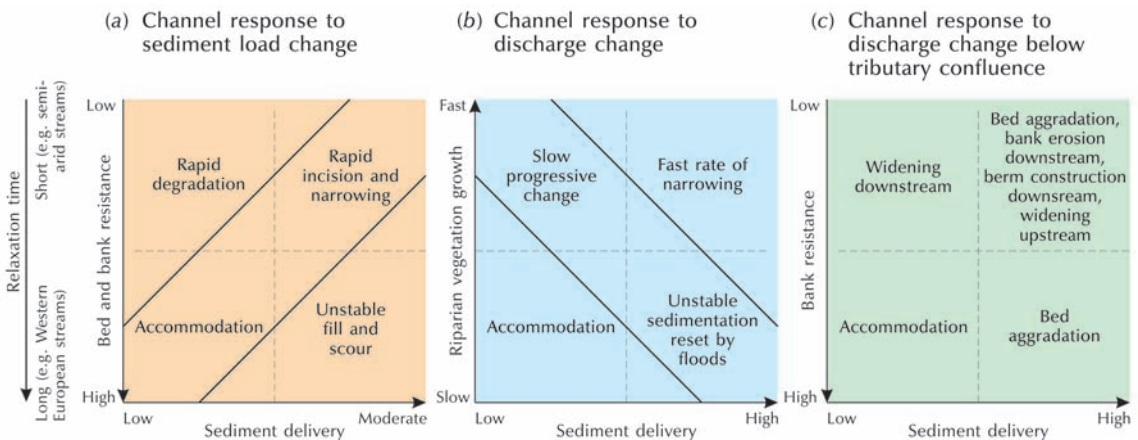 (a) Channel response to
sediment load change
(b) Channel response to
discharge change
(c) Channel response to
discharge change below
tributary confluence
Relaxation time
Short (e.g. semi-
arid streams)
Long (e.g. Western
European streams)
Bed and bank resistance
Low
High
Rapid
degradation
Rapid
incision and
narrowing
Accommodation
Unstable
fill and
scour
Low
Moderate
Sediment delivery
Riparian vegetation growth
Fast
Slow
Slow
progressive
change
Fast rate of
narrowing
Accommodation
Unstable
sedimentation
reset by
floods
Low
High
Sediment delivery
Bank resistance
Low
High
Widening
downstream
Bed aggradation,
bank erosion
downstream,
berm construction
downsream,
widening
upstream
Accommodation
Bed
aggradation
Low
High
Sediment delivery